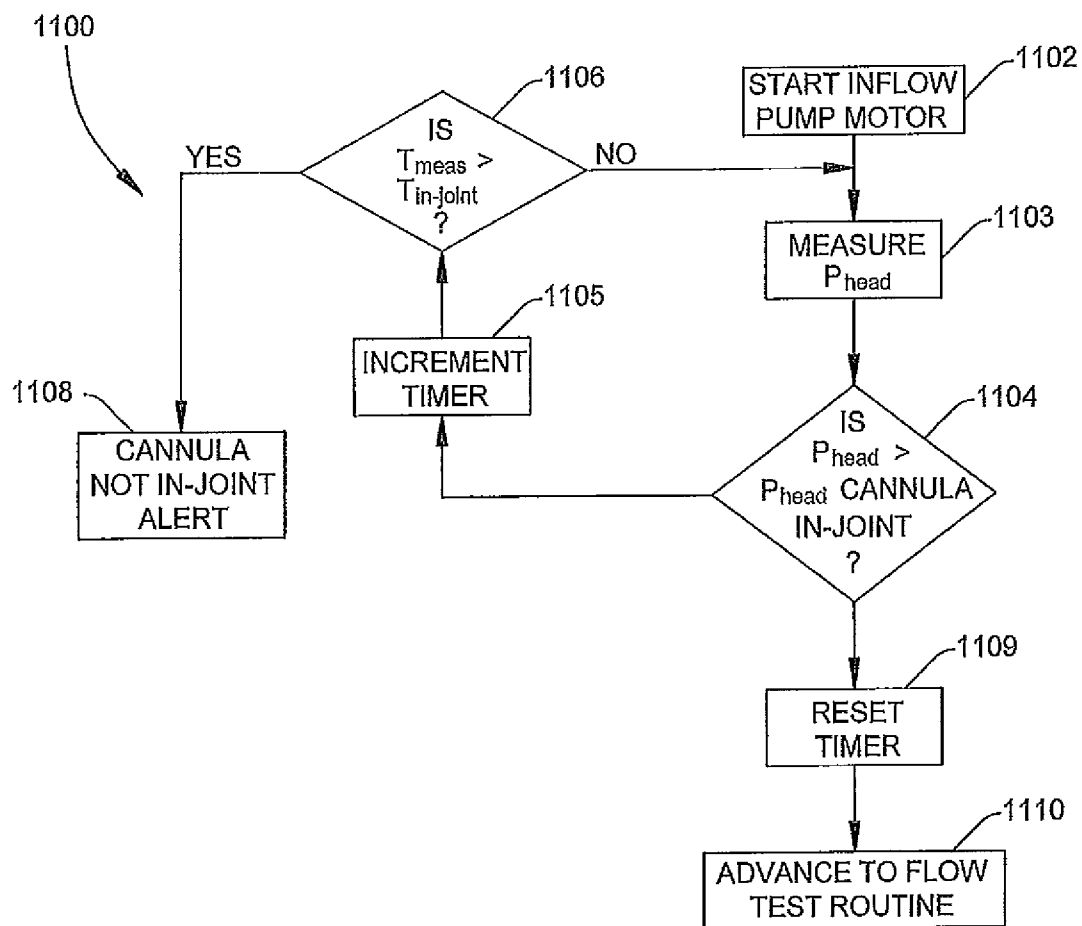 1100
1102
START INFLOW
PUMP MOTOR
1106
IS
Tmeas >
Tin-joint
?
YES
NO
1103
MEASURE
Phead
1105
INCREMENT
TIMER
1104
IS
Phead >
Phead CANNULA
IN-JOINT
?
1108
CANNULA
NOT IN-JOINT
ALERT
1109
RESET
TIMER
1110
ADVANCE TO FLOW
TEST ROUTINE